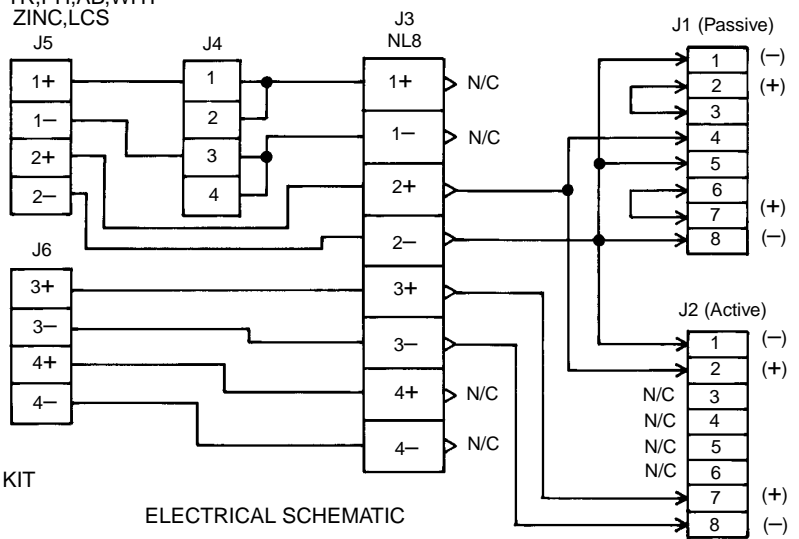 ZINC,LCS
J5
1+
1–
2+
2–
J4
1
2
3
4
J3
NL8
1+
1–
2+
2–
3+
3–
4+
4–
N/C
N/C
N/C
N/C
J6
3+
3–
4+
4–
J1 (Passive)
1 (–)
2 (+)
3
4
5
6
7 (+)
8 (–)
J2 (Active)
1 (–)
2 (+)
N/C 3
N/C 4
N/C 5
N/C 6
7 (+)
8 (–)
KIT
ELECTRICAL SCHEMATIC